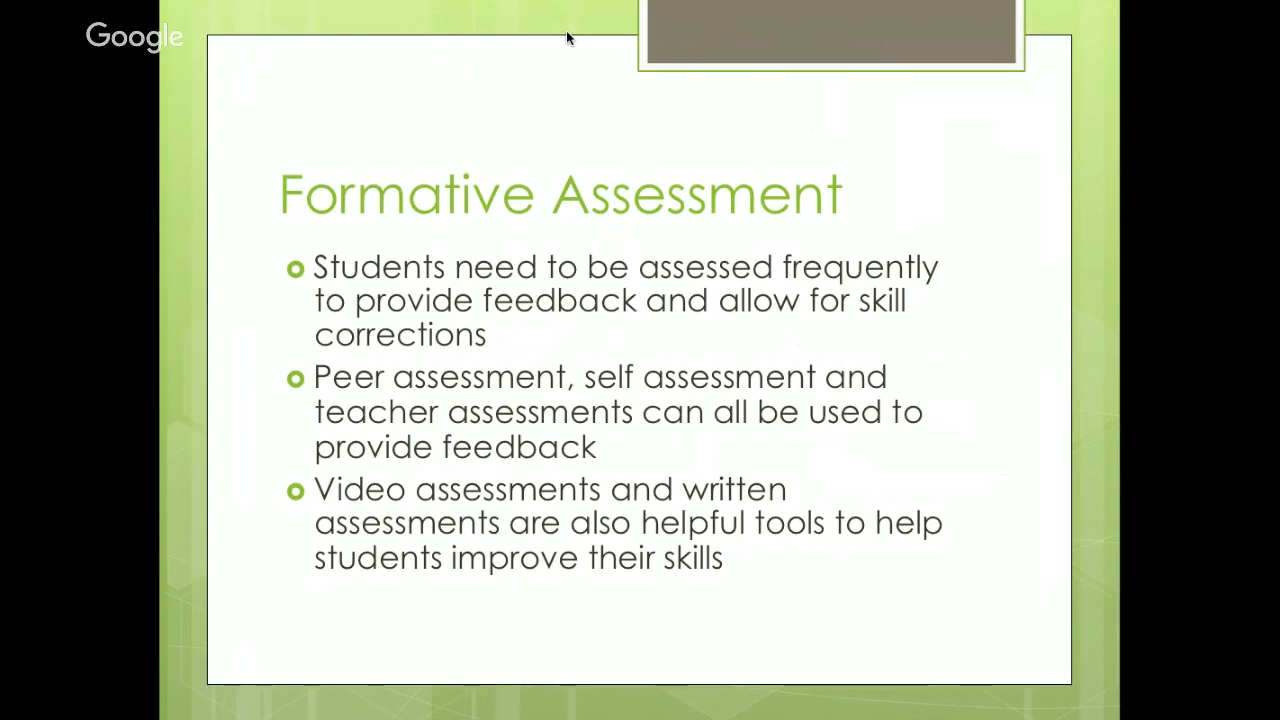 Google
Formative Assessment
Students need to be assessed frequently
to provide feedback and allow for skill
corrections
Peer assessment, self assessment and
teacher assessments can all be used to
provide feedback
Video assessments and written
assessments are also helpful tools to help
students improve their skills